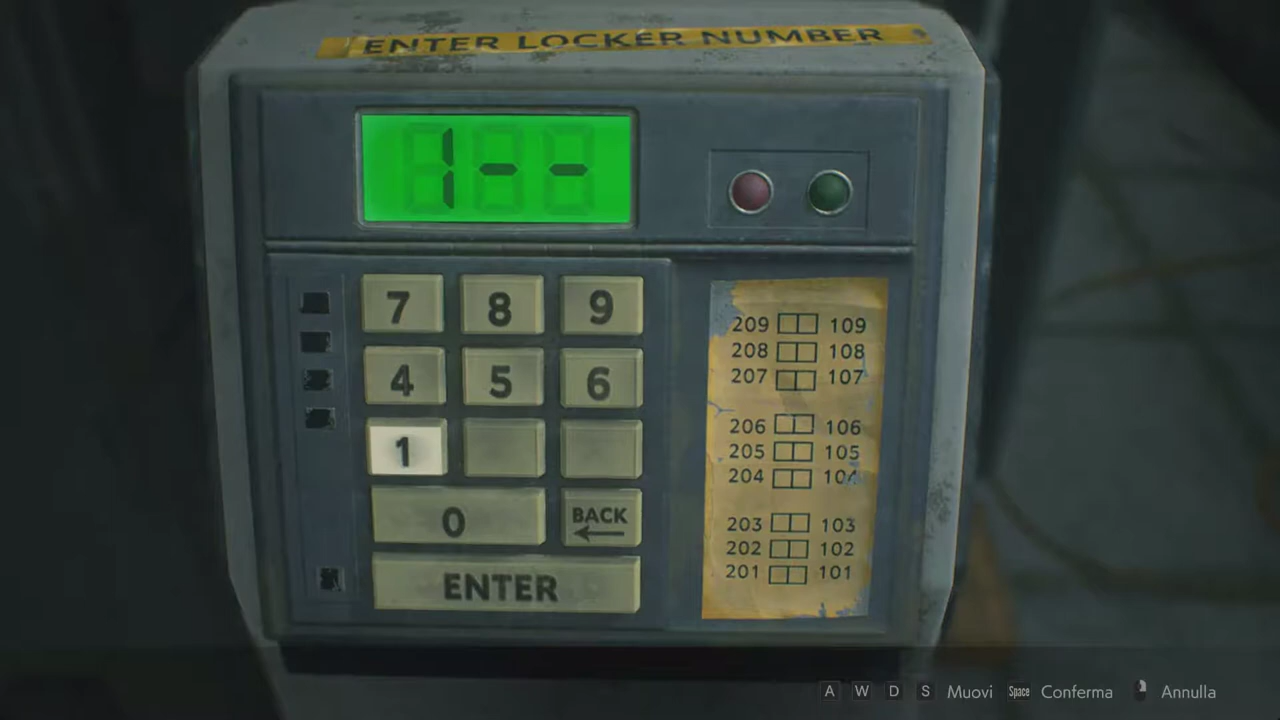 ENTER LOCKER NUMBER
1--
7 8 9
4 5 6
1
0 BACK
ENTER
209 109
208 108
207 107
206 106
205 105
204 104
203 103
202 102
201 101
A W D S Muovi Space Conferma Annulla